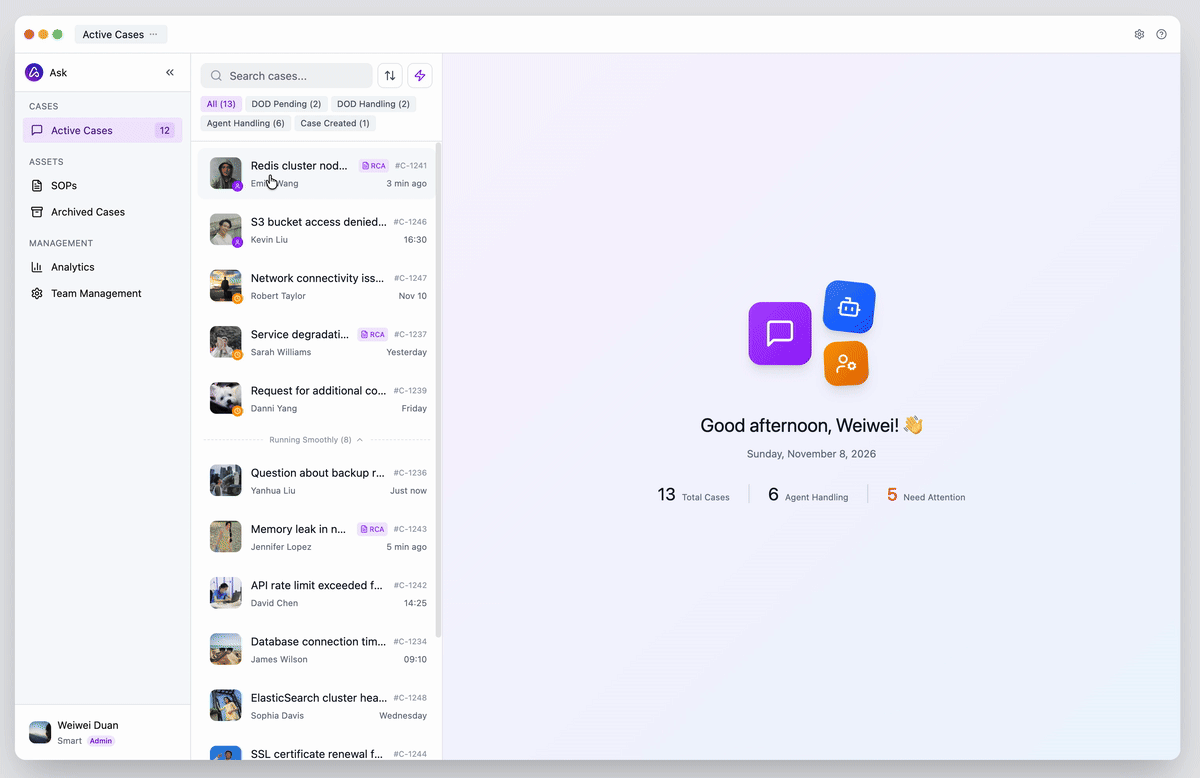 Active Cases ···
Ask
CASES
Active Cases 12
ASSETS
SOPs
Archived Cases
MANAGEMENT
Analytics
Team Management
Weiwei Duan
Smart Admin
Search cases...
All (13) DOD Pending (2) DOD Handling (2)
Agent Handling (6) Case Created (1)
Redis cluster nod... RCA #C-1241
Wang 3 min ago
S3 bucket access denied... #C-1246
Kevin Liu 16:30
Network connectivity iss... #C-1247
Robert Taylor Nov 10
Service degradati... RCA #C-1237
Sarah Williams Yesterday
Request for additional co... #C-1239
Danni Yang Friday
Running Smoothly (8)
Question about backup r... #C-1236
Yanhua Liu Just now
Memory leak in n... RCA #C-1243
Jennifer Lopez 5 min ago
API rate limit exceeded f... #C-1242
David Chen 14:25
Database connection tim... #C-1234
James Wilson 09:10
ElasticSearch cluster hea... #C-1248
Sophia Davis Wednesday
SSL certificate renewal f... #C-1244
Good afternoon, Weiwei! 👋
Sunday, November 8, 2026
13 Total Cases 6 Agent Handling 5 Need Attention